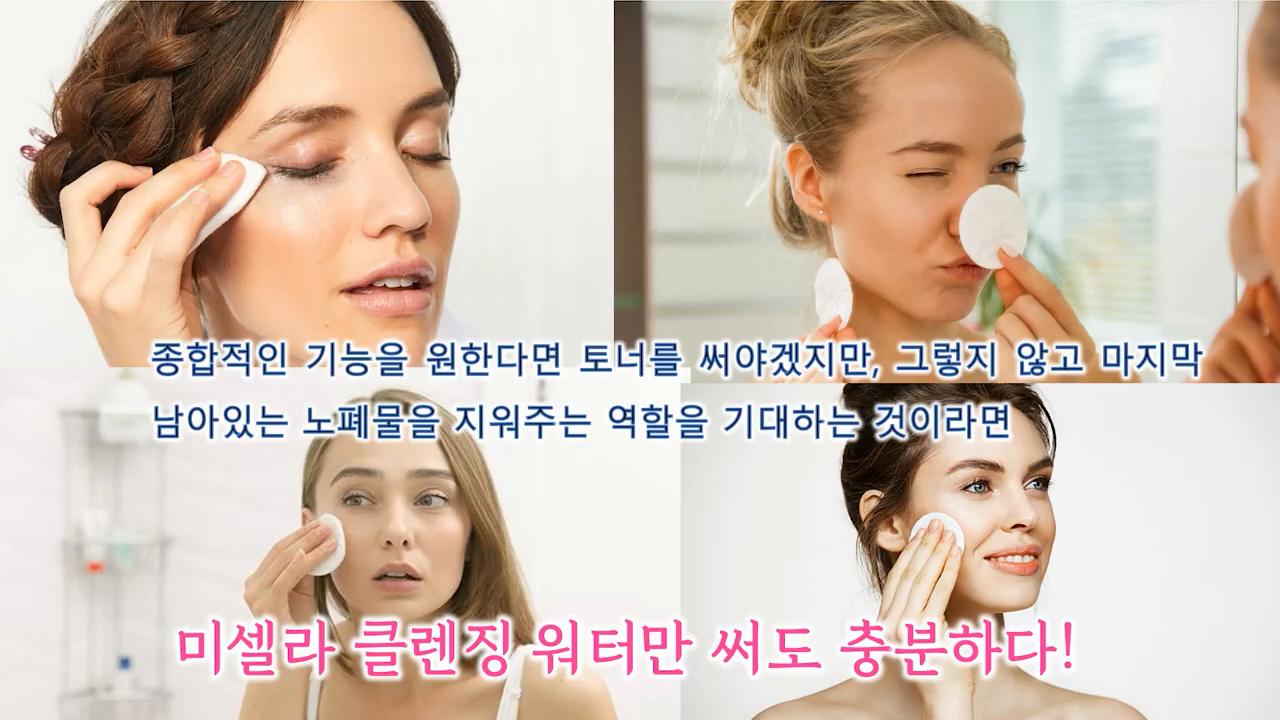 종합적인 기능을 원한다면 토너를 써야겠지만, 그렇지 않고 마지막
남아있는 노폐물을 지워주는 역할을 기대하는 것이라면
미셀라 클렌징 워터만 써도 충분하다!